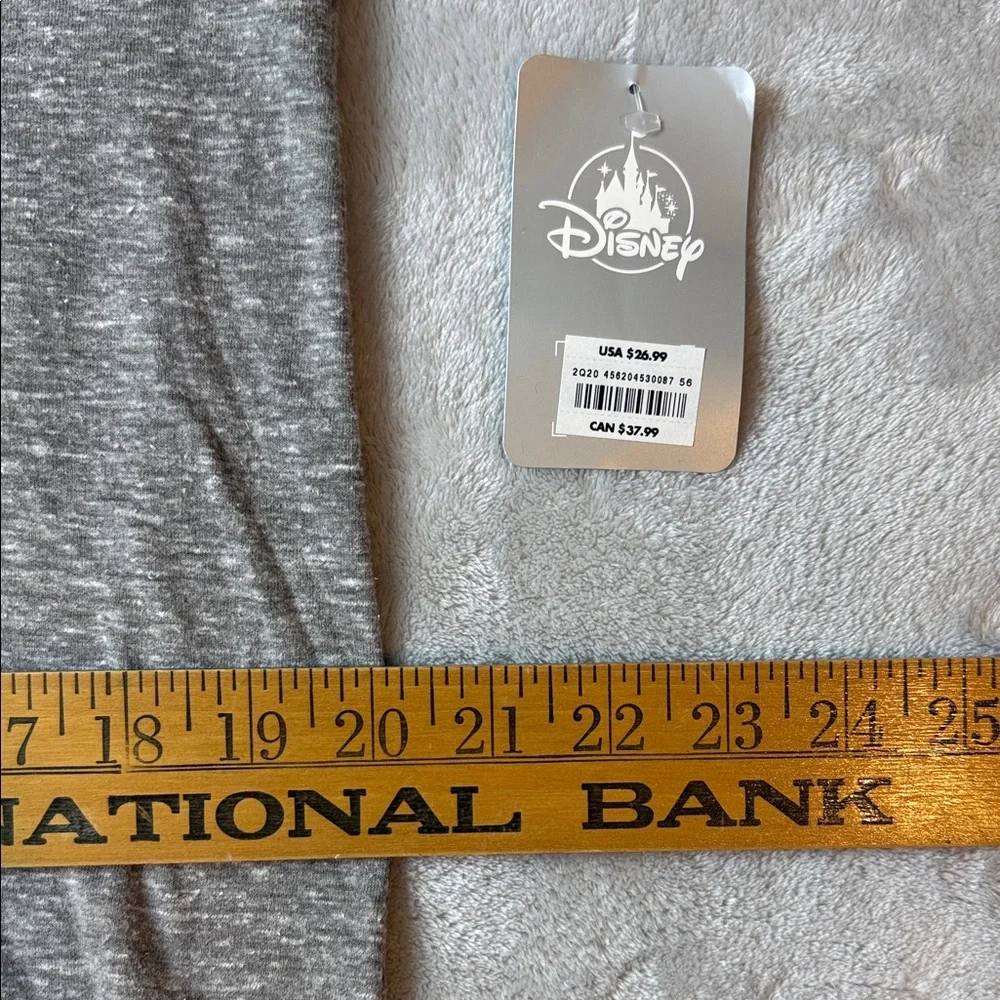 Disney
USA $26.99
2Q20 456204530087 56
CAN $37.99
7 18 19 20 21 22 23 24 25
NATIONAL BANK